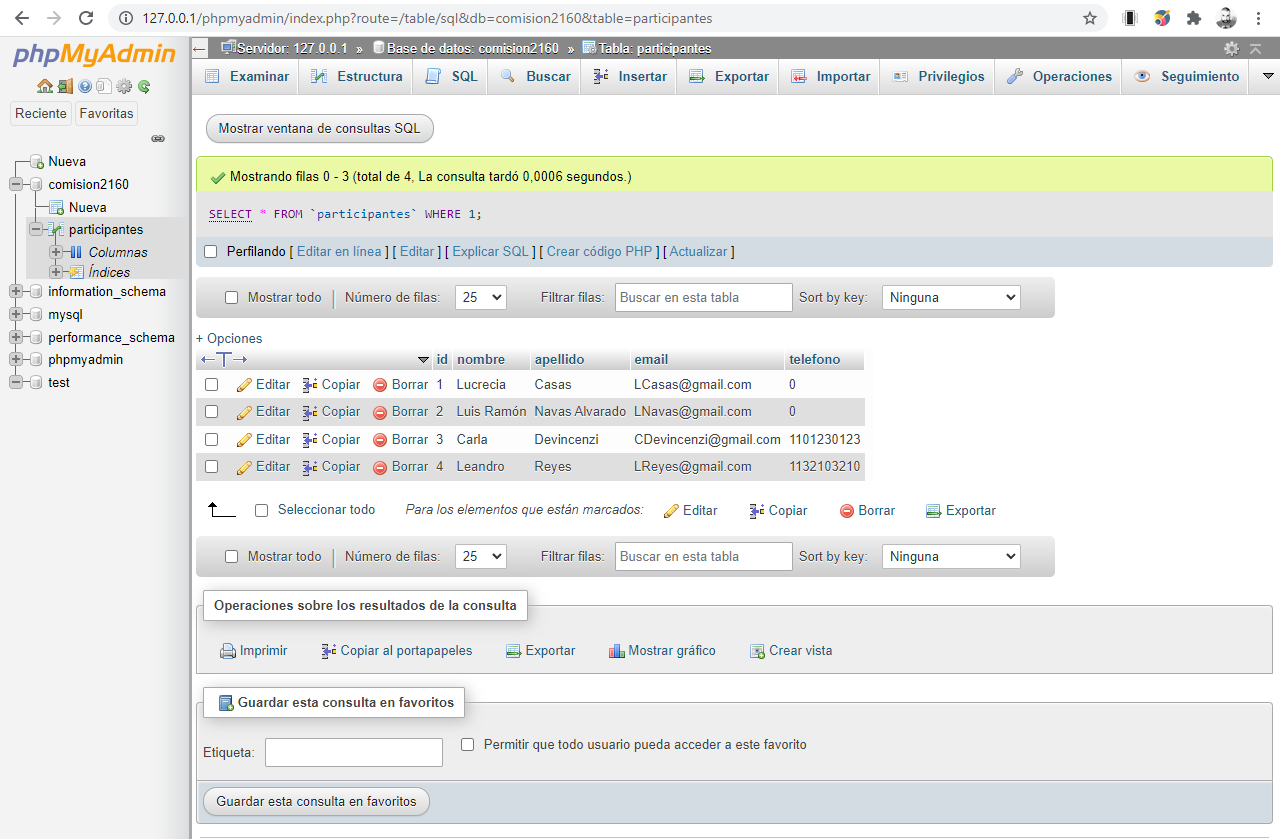 127.0.0.1/phpmyadmin/index.php?route=/table/sql&db=comision2160&table=participantes
phpMyAdmin
Reciente Favoritas
Nueva
comision2160
Nueva
participantes
Columnas
Índices
information_schema
mysql
performance_schema
phpmyadmin
test
Servidor: 127.0.0.1 » Base de datos: comision2160 » Tabla: participantes
Examinar Estructura SQL Buscar Insertar Exportar Importar Privilegios Operaciones Seguimiento
Mostrar ventana de consultas SQL
Mostrando filas 0 - 3 (total de 4, La consulta tardó 0,0006 segundos.)
SELECT * FROM `participantes` WHERE 1;
Perfilando [ Editar en línea ] [ Editar ] [ Explicar SQL ] [ Crear código PHP ] [ Actualizar ]
Mostrar todo Número de filas: 25 Filtrar filas: Buscar en esta tabla Sort by key: Ninguna
+ Opciones
←T→ id nombre apellido email telefono
Editar Copiar Borrar 1 Lucrecia Casas LCasas@gmail.com 0
Editar Copiar Borrar 2 Luis Ramón Navas Alvarado LNavas@gmail.com 0
Editar Copiar Borrar 3 Carla Devincenzi CDevincenzi@gmail.com 1101230123
Editar Copiar Borrar 4 Leandro Reyes LReyes@gmail.com 1132103210
Seleccionar todo Para los elementos que están marcados: Editar Copiar Borrar Exportar
Mostrar todo Número de filas: 25 Filtrar filas: Buscar en esta tabla Sort by key: Ninguna
Operaciones sobre los resultados de la consulta
Imprimir Copiar al portapapeles Exportar Mostrar gráfico Crear vista
Guardar esta consulta en favoritos
Etiqueta: Permitir que todo usuario pueda acceder a este favorito
Guardar esta consulta en favoritos